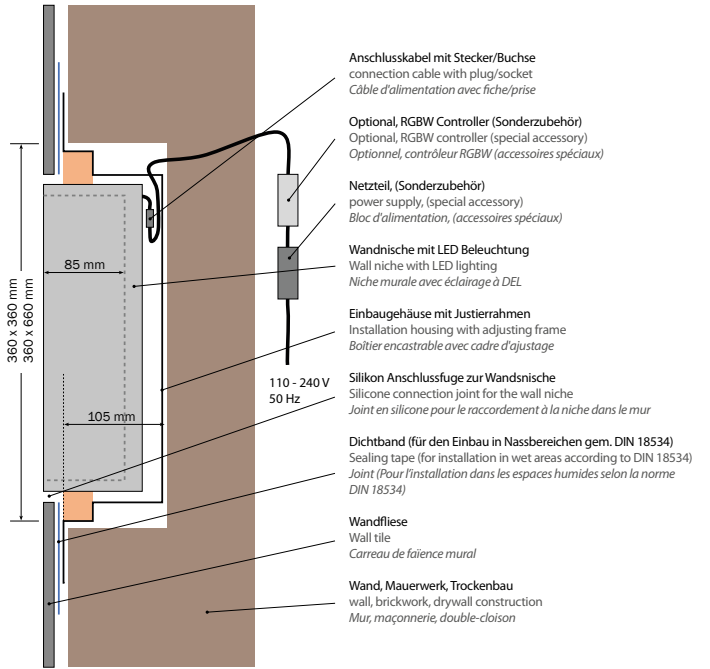 Anschlusskabel mit Stecker/Buchse
connection cable with plug/socket
Câble d'alimentation avec fiche/prise
Optional, RGBW Controller (Sonderzubehör)
Optional, RGBW controller (special accessory)
Optionnel, contrôleur RGBW (accessoires spéciaux)
Netzteil, (Sonderzubehör)
power supply, (special accessory)
Bloc d'alimentation, (accessoires spéciaux)
Wandnische mit LED Beleuchtung
Wall niche with LED lighting
Niche murale avec éclairage à DEL
Einbaugehäuse mit Justierrahmen
Installation housing with adjusting frame
Boîtier encastrable avec cadre d'ajustage
Silikon Anschlussfuge zur Wandsnische
Silicone connection joint for the wall niche
Joint en silicone pour le raccordement à la niche dans le mur
Dichtband (für den Einbau in Nassbereichen gem. DIN 18534)
Sealing tape (for installation in wet areas according to DIN 18534)
Joint (Pour l'installation dans les espaces humides selon la norme
DIN 18534)
Wandfliese
Wall tile
Carreau de faïence mural
Wand, Mauerwerk, Trockenbau
wall, brickwork, drywall construction
Mur, maçonnerie, double-cloison
85 mm
105 mm
360 x 360 mm
360 x 660 mm
110 - 240 V
50 Hz